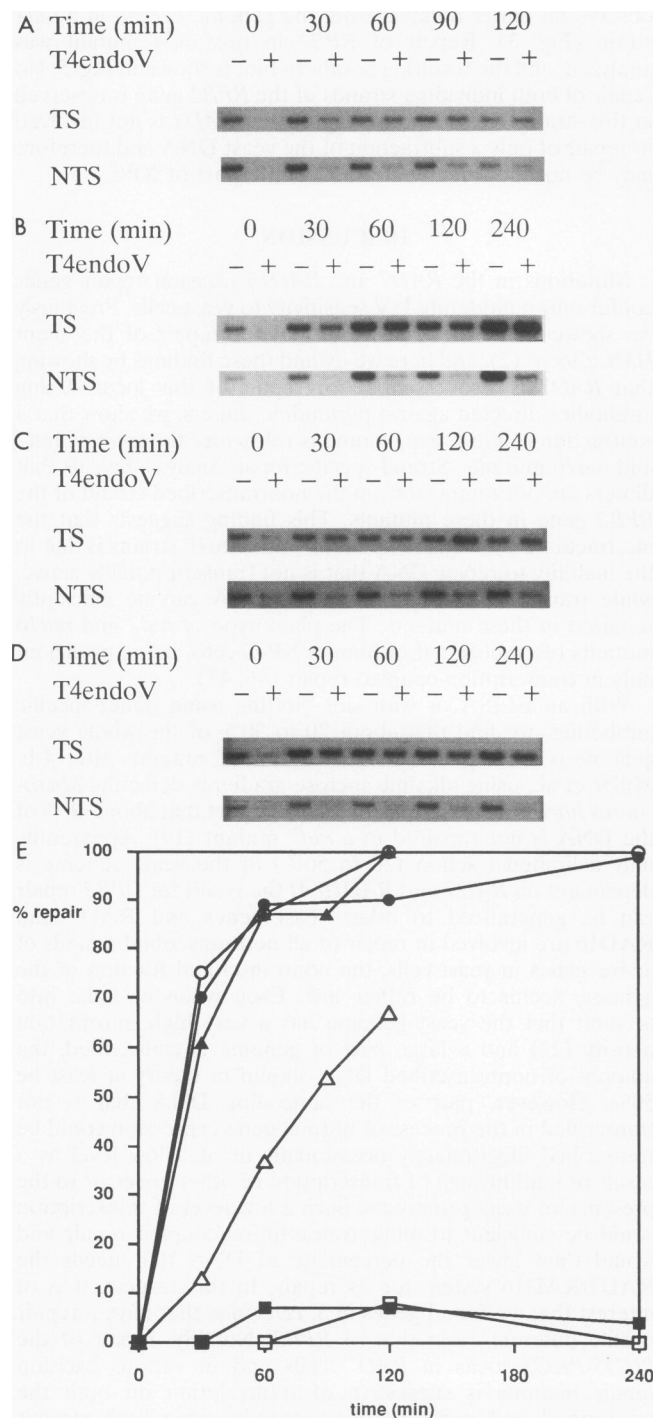 A Time (min) 0 30 60 90 120
T4endoV – + – + – + – + – +
TS
NTS
B Time (min) 0 30 60 120 240
T4endoV – + – + – + – + – +
TS
NTS
C Time (min) 0 30 60 120 240
T4endoV – + – + – + – + – +
TS
NTS
D Time (min) 0 30 60 120 240
T4endoV – + – + – + – + – +
TS
NTS
E
100
% repair
90
80
70
60
50
40
30
20
10
0
0 60 120 180 240
time (min)